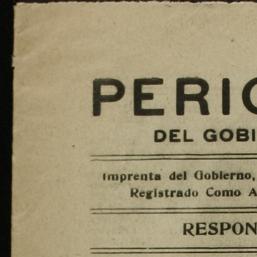 PERIO
DEL GOBI
Imprenta del Gobierno,
Registrado Como A
RESPON